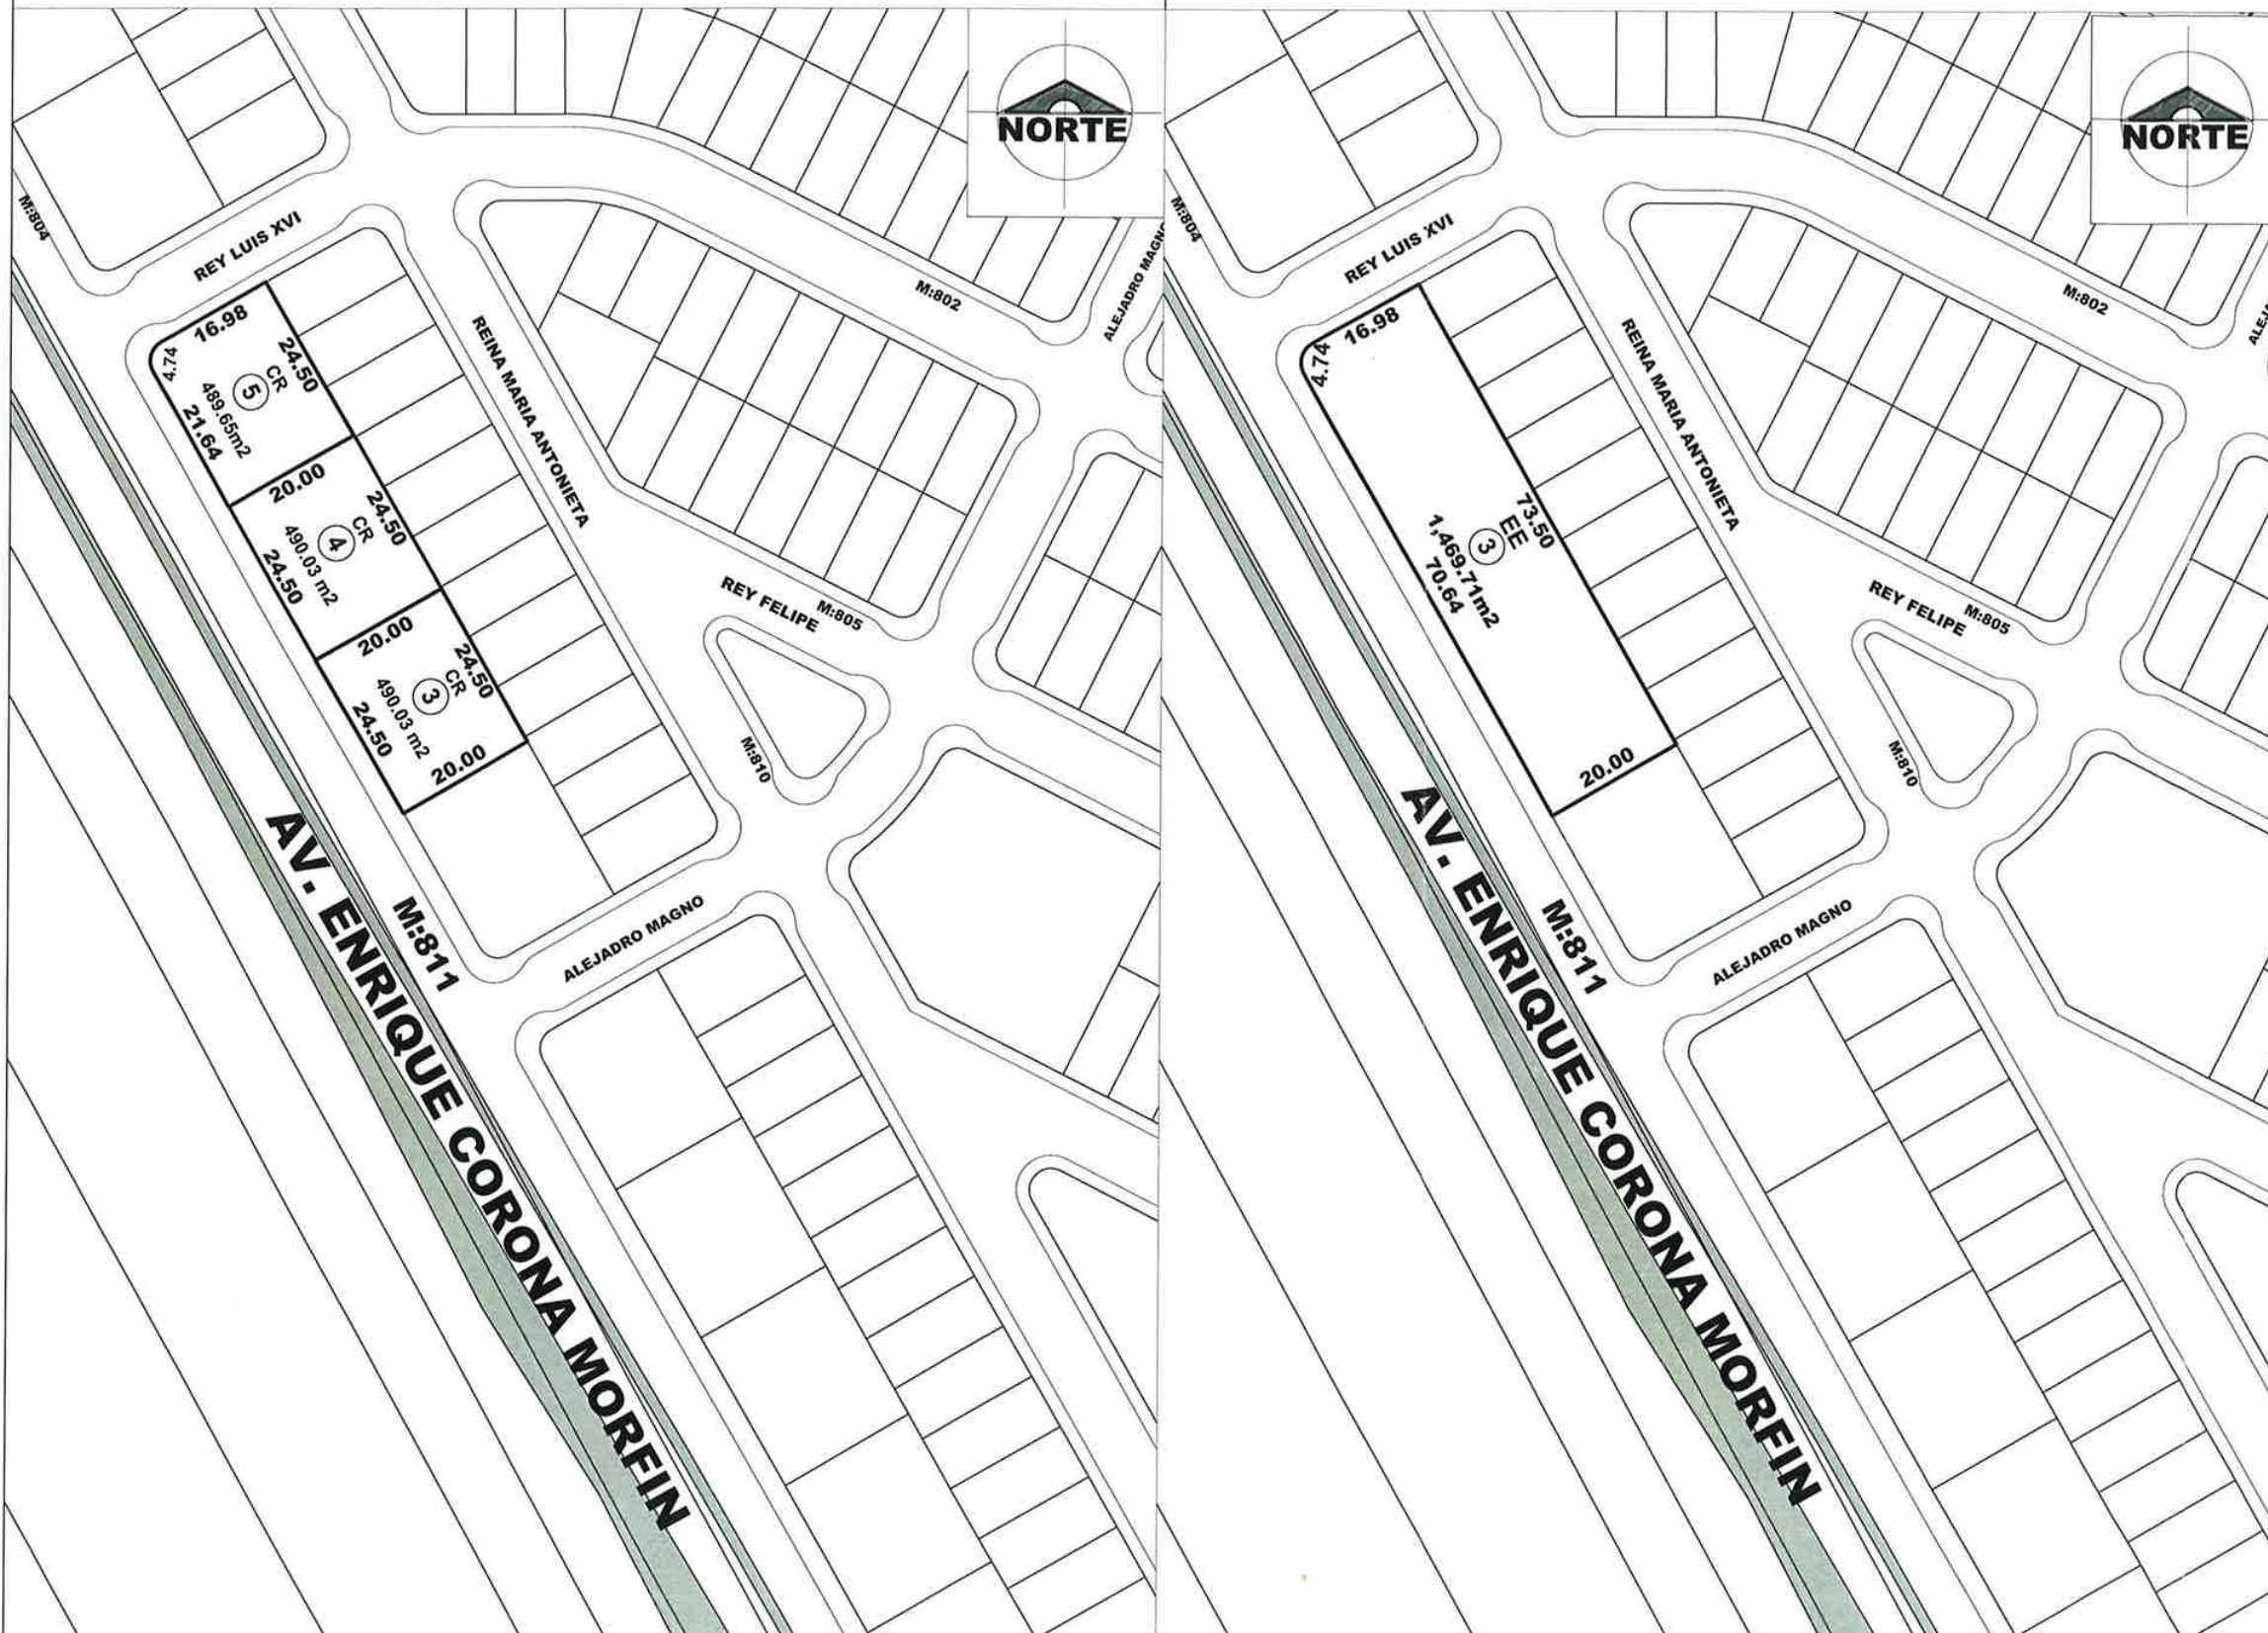 NORTE
M:804
REY LUIS XVI
16.98
4.74
24.50
CR
5
489.65m2
21.64
20.00
24.50
CR
4
490.03 m2
24.50
20.00
24.50
CR
3
490.03 m2
24.50
20.00
REINA MARIA ANTONIETA
M:802
ALEJADRO MAGNO
REY FELIPE
M:805
M:810
ALEJADRO MAGNO
M:811
AV. ENRIQUE CORONA MORFIN
NORTE
M:804
REY LUIS XVI
16.98
4.74
73.50
EE
3
1,469.71m2
70.64
20.00
REINA MARIA ANTONIETA
M:802
REY FELIPE
M:805
M:810
ALEJADRO MAGNO
M:811
AV. ENRIQUE CORONA MORFIN